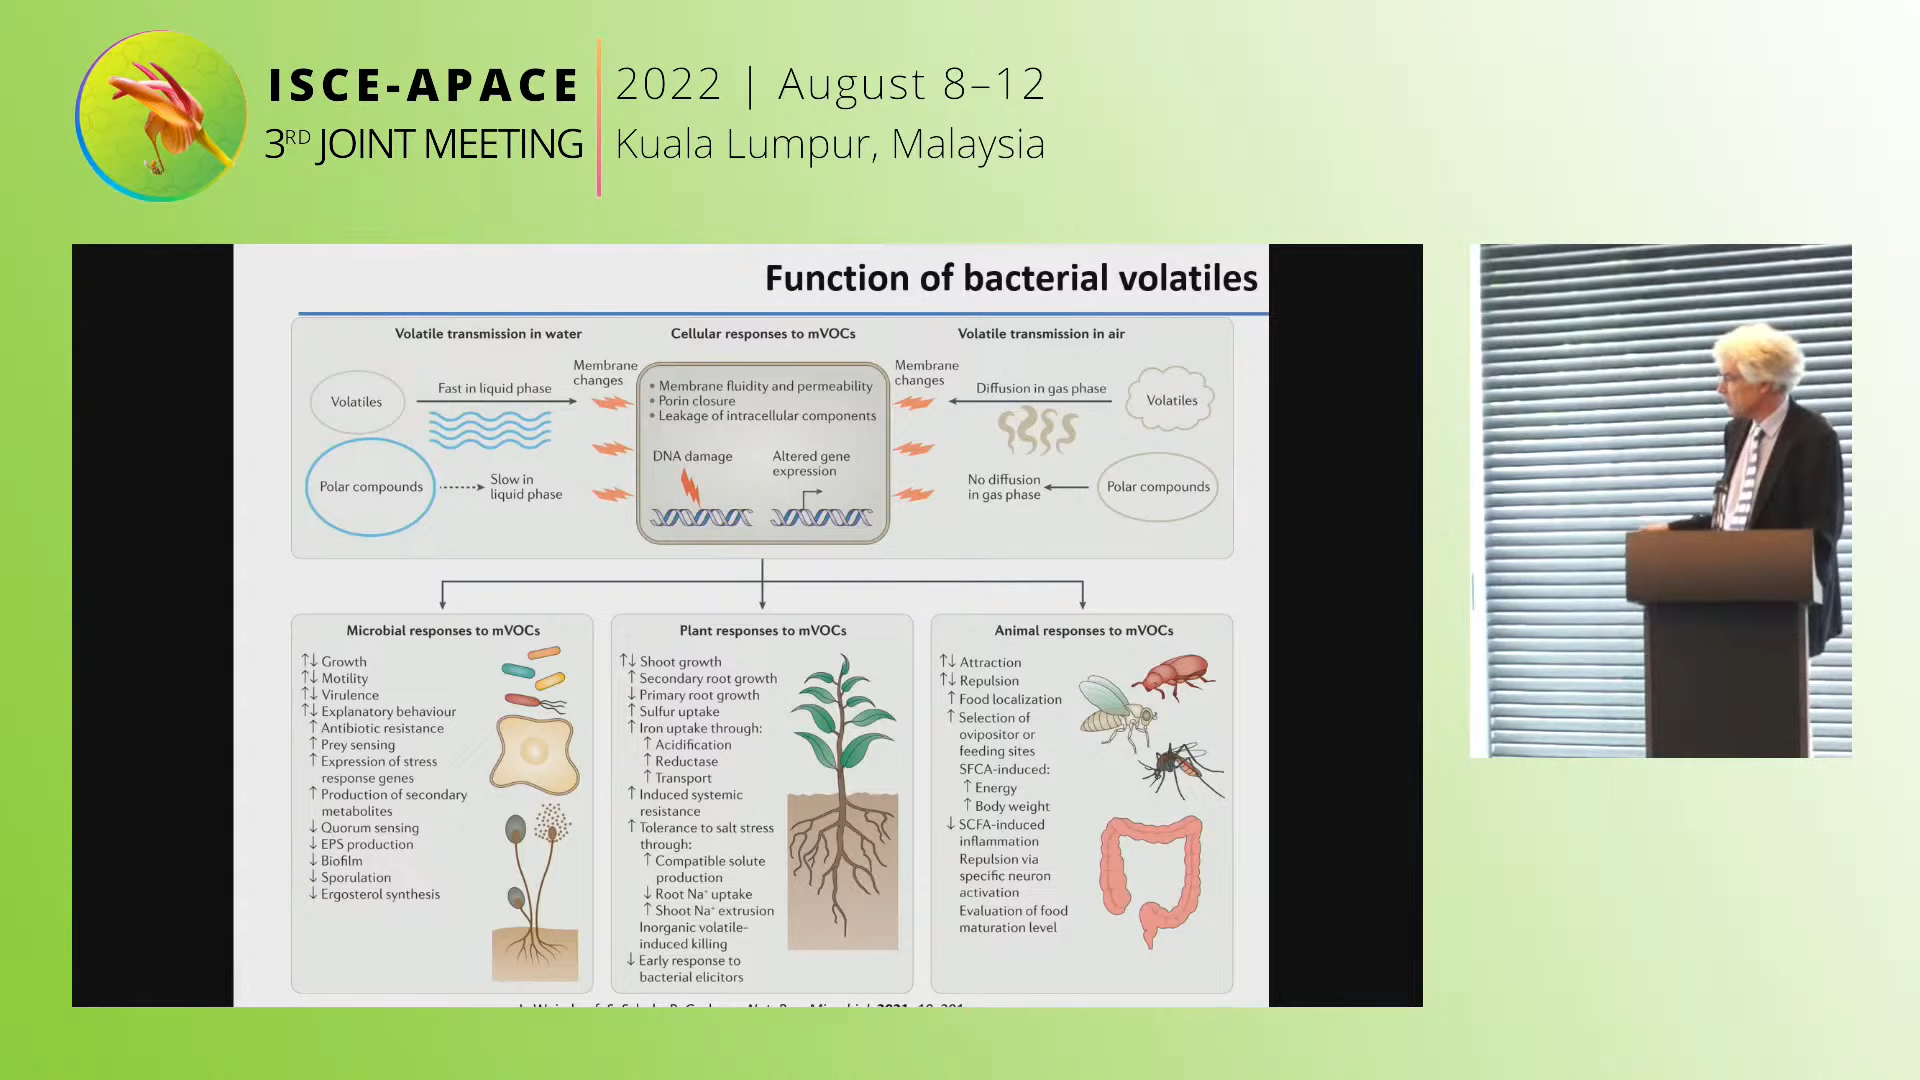 ISCE-APACE
3RD JOINT MEETING
2022 | August 8–12
Kuala Lumpur, Malaysia
Function of bacterial volatiles
Volatile transmission in water
Volatiles
Fast in liquid phase
Membrane
changes
Polar compounds
Slow in
liquid phase
Cellular responses to mVOCs
• Membrane fluidity and permeability
• Porin closure
• Leakage of intracellular components
DNA damage
Altered gene
expression
Volatile transmission in air
Membrane
changes
Diffusion in gas phase
Volatiles
No diffusion
in gas phase
Polar compounds
Microbial responses to mVOCs
↑↓ Growth
↑↓ Motility
↑↓ Virulence
↑↓ Explanatory behaviour
↑ Antibiotic resistance
↑ Prey sensing
↑ Expression of stress
response genes
↑ Production of secondary
metabolites
↓ Quorum sensing
↓ EPS production
↓ Biofilm
↓ Sporulation
↓ Ergosterol synthesis
Plant responses to mVOCs
↑↓ Shoot growth
↑ Secondary root growth
↓ Primary root growth
↑ Sulfur uptake
↑ Iron uptake through:
↑ Acidification
↑ Reductase
↑ Transport
↑ Induced systemic
resistance
↑ Tolerance to salt stress
through:
↑ Compatible solute
production
↓ Root Na⁺ uptake
↑ Shoot Na⁺ extrusion
Inorganic volatile-
induced killing
↓ Early response to
bacterial elicitors
Animal responses to mVOCs
↑↓ Attraction
↑↓ Repulsion
↑ Food localization
↑ Selection of
ovipositor or
feeding sites
SFCA-induced:
↑ Energy
↑ Body weight
↓ SCFA-induced
inflammation
Repulsion via
specific neuron
activation
Evaluation of food
maturation level